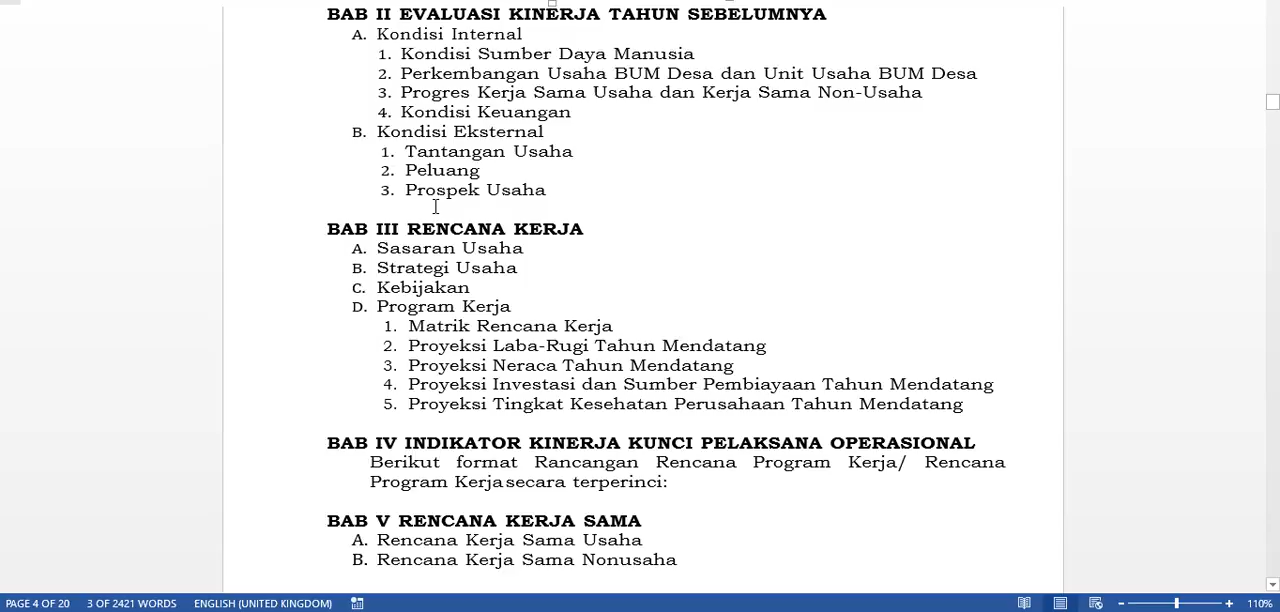 BAB II EVALUASI KINERJA TAHUN SEBELUMNYA
A. Kondisi Internal
1. Kondisi Sumber Daya Manusia
2. Perkembangan Usaha BUM Desa dan Unit Usaha BUM Desa
3. Progres Kerja Sama Usaha dan Kerja Sama Non-Usaha
4. Kondisi Keuangan
B. Kondisi Eksternal
1. Tantangan Usaha
2. Peluang
3. Prospek Usaha
BAB III RENCANA KERJA
A. Sasaran Usaha
B. Strategi Usaha
C. Kebijakan
D. Program Kerja
1. Matrik Rencana Kerja
2. Proyeksi Laba-Rugi Tahun Mendatang
3. Proyeksi Neraca Tahun Mendatang
4. Proyeksi Investasi dan Sumber Pembiayaan Tahun Mendatang
5. Proyeksi Tingkat Kesehatan Perusahaan Tahun Mendatang
BAB IV INDIKATOR KINERJA KUNCI PELAKSANA OPERASIONAL
Berikut format Rancangan Rencana Program Kerja/ Rencana
Program Kerja secara terperinci:
BAB V RENCANA KERJA SAMA
A. Rencana Kerja Sama Usaha
B. Rencana Kerja Sama Nonusaha
PAGE 4 OF 20 3 OF 2421 WORDS ENGLISH (UNITED KINGDOM) 110%